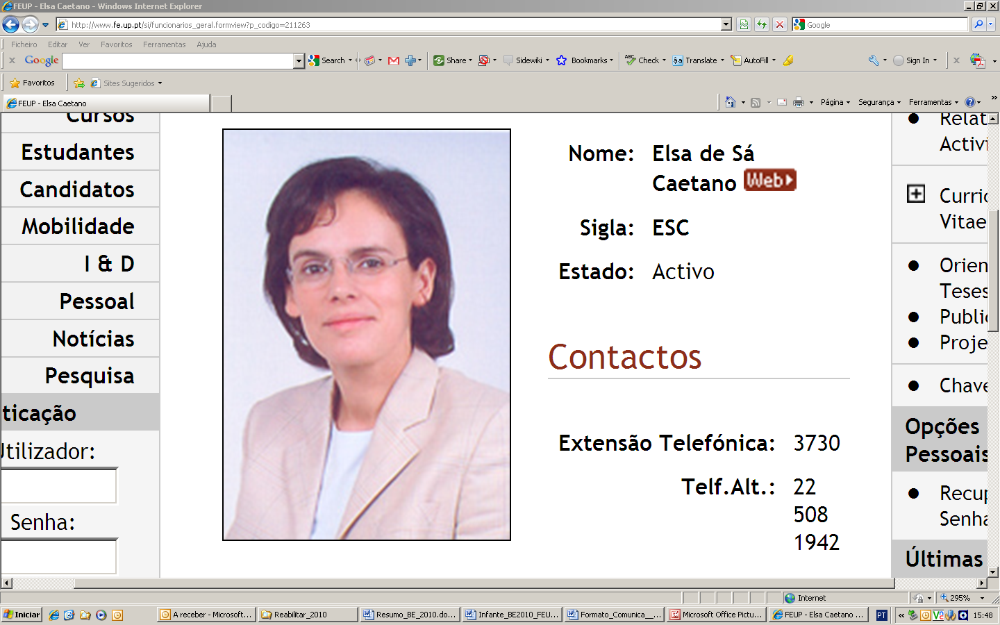 FEUP - Elsa Caetano - Windows Internet Explorer
http://www.fe.up.pt/si/funcionarios_geral.formview?p_codigo=211263
Google
Ficheiro Editar Ver Favoritos Ferramentas Ajuda
x Google Search Share Sidewiki Bookmarks Check Translate AutoFill Sign In x
Favoritos Sites Sugeridos
FEUP - Elsa Caetano
Página Segurança Ferramentas
Cursos
Estudantes
Candidatos
Mobilidade
I & D
Pessoal
Notícias
Pesquisa
ticação
Utilizador:
Senha:
Nome: Elsa de Sá
Caetano Web
Sigla: ESC
Estado: Activo
Contactos
Extensão Telefónica: 3730
Telf.Alt.: 22
508
1942
Relat
Activi
Curric
Vitae
Orien
Teses
Public
Proje
Chave
Opções
Pessoais
Recup
Senha
Últimas
Internet
295%
Iniciar
A receber - Microsoft...
Reabilitar_2010
Resumo_BE_2010.do...
Infante_BE2010_FEU...
Formato_Comunica__...
Microsoft Office Pictu...
FEUP - Elsa Caetano ...
PT
15:48